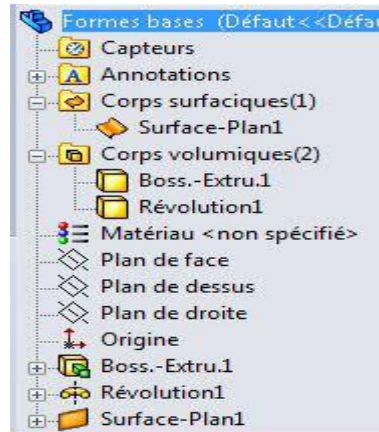 Formes bases (Défaut<<Défau
Capteurs
A Annotations
Corps surfaciques(1)
Surface-Plan1
Corps volumiques(2)
Boss.-Extru.1
Révolution1
Matériau <non spécifié>
Plan de face
Plan de dessus
Plan de droite
Origine
Boss.-Extru.1
Révolution1
Surface-Plan1